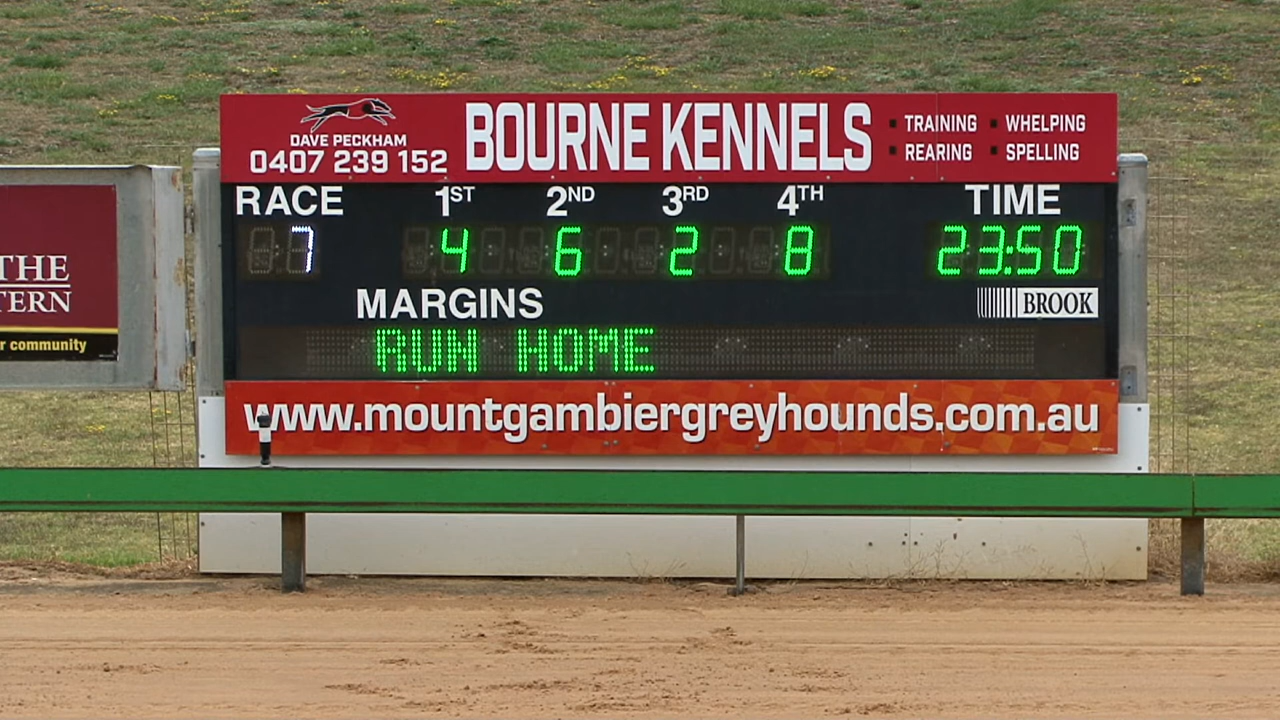 BOURNE KENNELS
DAVE PECKHAM
0407 239 152
TRAINING
REARING
WHELPING
SPELLING
RACE 1ST 2ND 3RD 4TH TIME
7 4 6 2 8 23.50
MARGINS
BROOK
RUN HOME
www.mountgambiergreyhounds.com.au
THE
TERN
r community